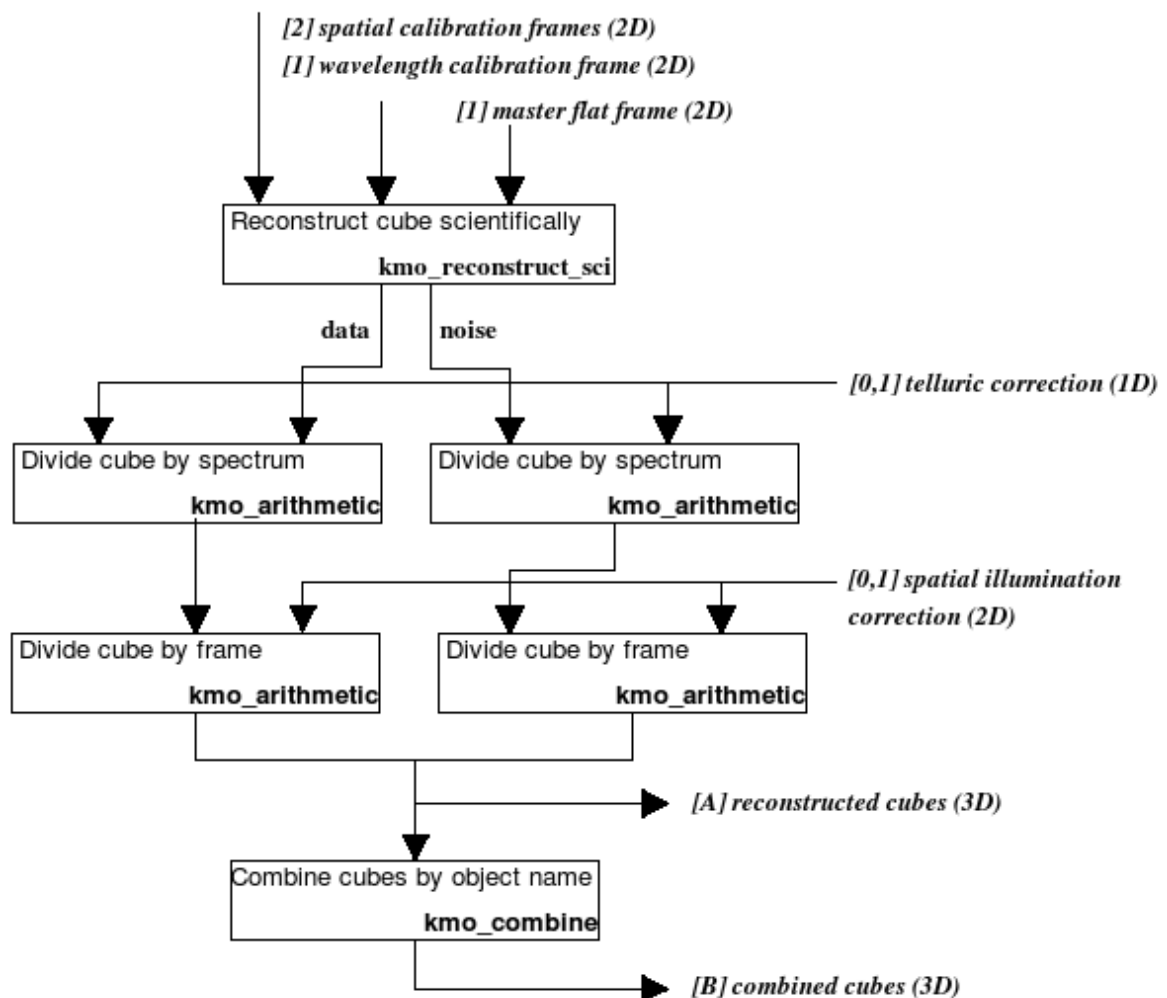 [2] spatial calibration frames (2D)
[1] wavelength calibration frame (2D)
[1] master flat frame (2D)
Reconstruct cube scientifically
kmo_reconstruct_sci
data
noise
[0,1] telluric correction (1D)
Divide cube by spectrum
kmo_arithmetic
Divide cube by spectrum
kmo_arithmetic
[0,1] spatial illumination
correction (2D)
Divide cube by frame
kmo_arithmetic
Divide cube by frame
kmo_arithmetic
[A] reconstructed cubes (3D)
Combine cubes by object name
kmo_combine
[B] combined cubes (3D)